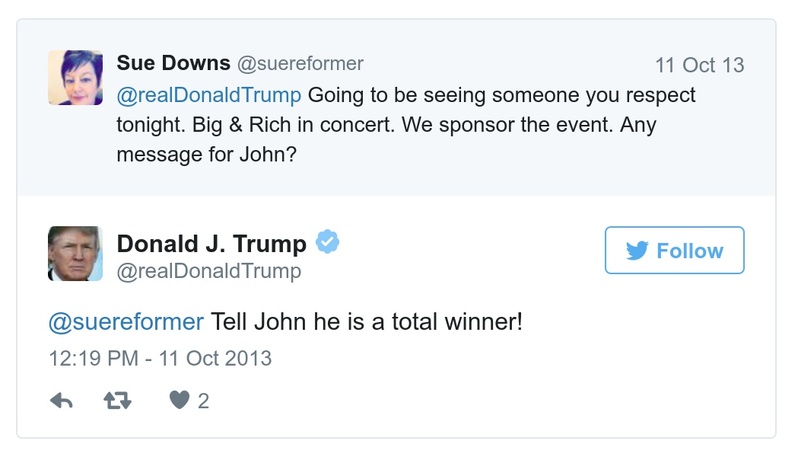 Sue Downs @suereformer 11 Oct 13
@realDonaldTrump Going to be seeing someone you respect
tonight. Big & Rich in concert. We sponsor the event. Any
message for John?
Donald J. Trump
@realDonaldTrump
Follow
@suereformer Tell John he is a total winner!
12:19 PM - 11 Oct 2013
2